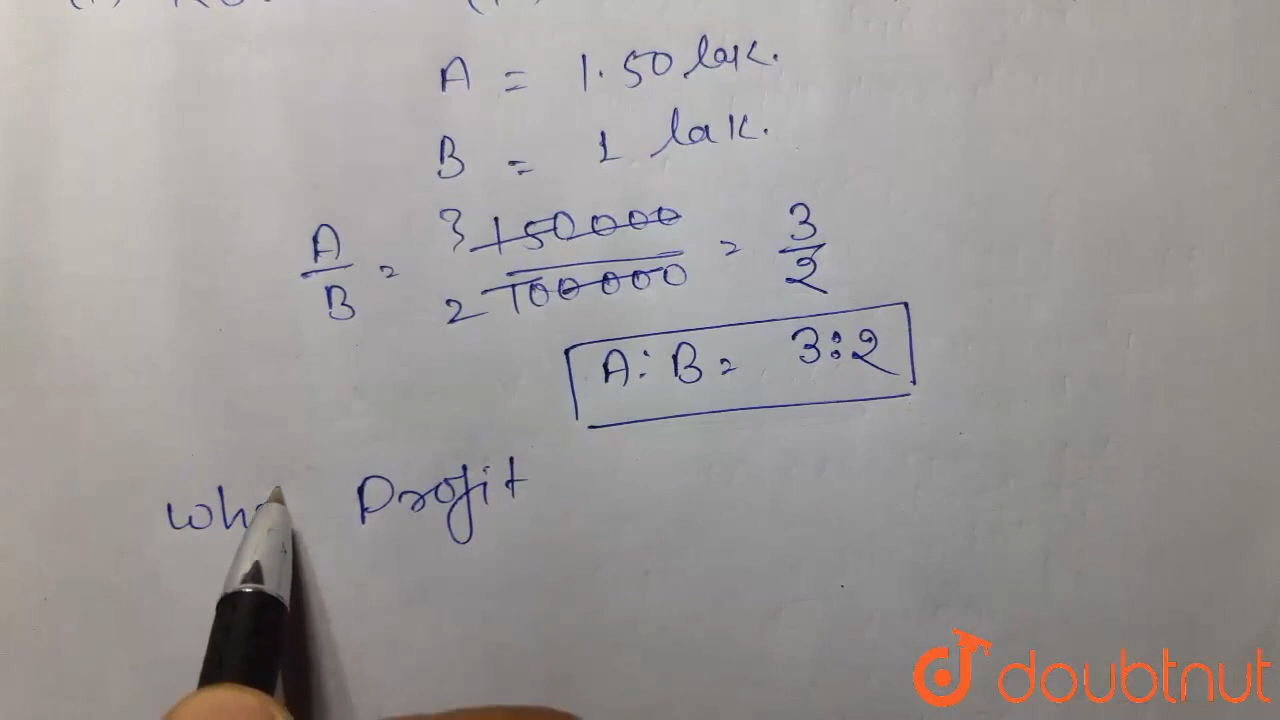 A = 1.50 lak.
B = 1 lak.
A/B = 3 150000 / 2 100000 = 3/2
A : B = 3:2
Profit
doubtnut